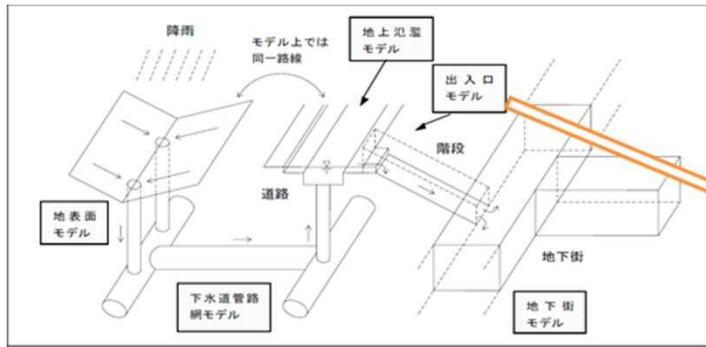 降雨
モデル上では
同一路線
地上氾濫
モデル
出入口
モデル
階段
道路
地表面
モデル
下水道管路
網モデル
地下街
地下街
モデル